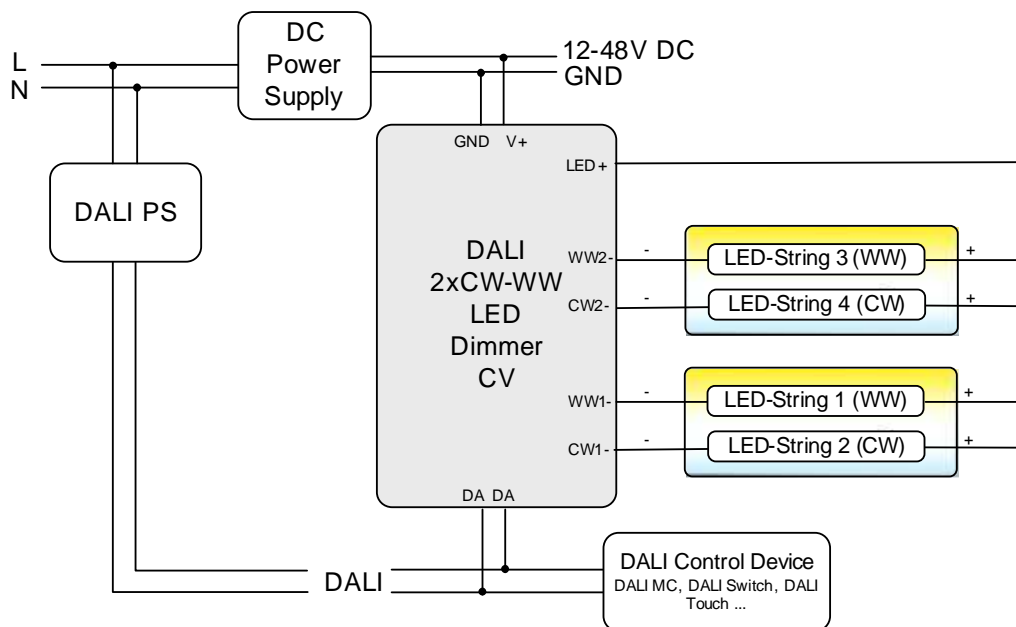 L
N
DC
Power
Supply
12-48V DC
GND
DALI PS
GND V+
LED+
DALI
2xCW-WW
LED
Dimmer
CV
WW2-
CW2-
WW1-
CW1-
DA DA
- LED-String 3 (WW) +
- LED-String 4 (CW) +
- LED-String 1 (WW) +
- LED-String 2 (CW) +
DALI
DALI Control Device
DALI MC, DALI Switch, DALI
Touch ...